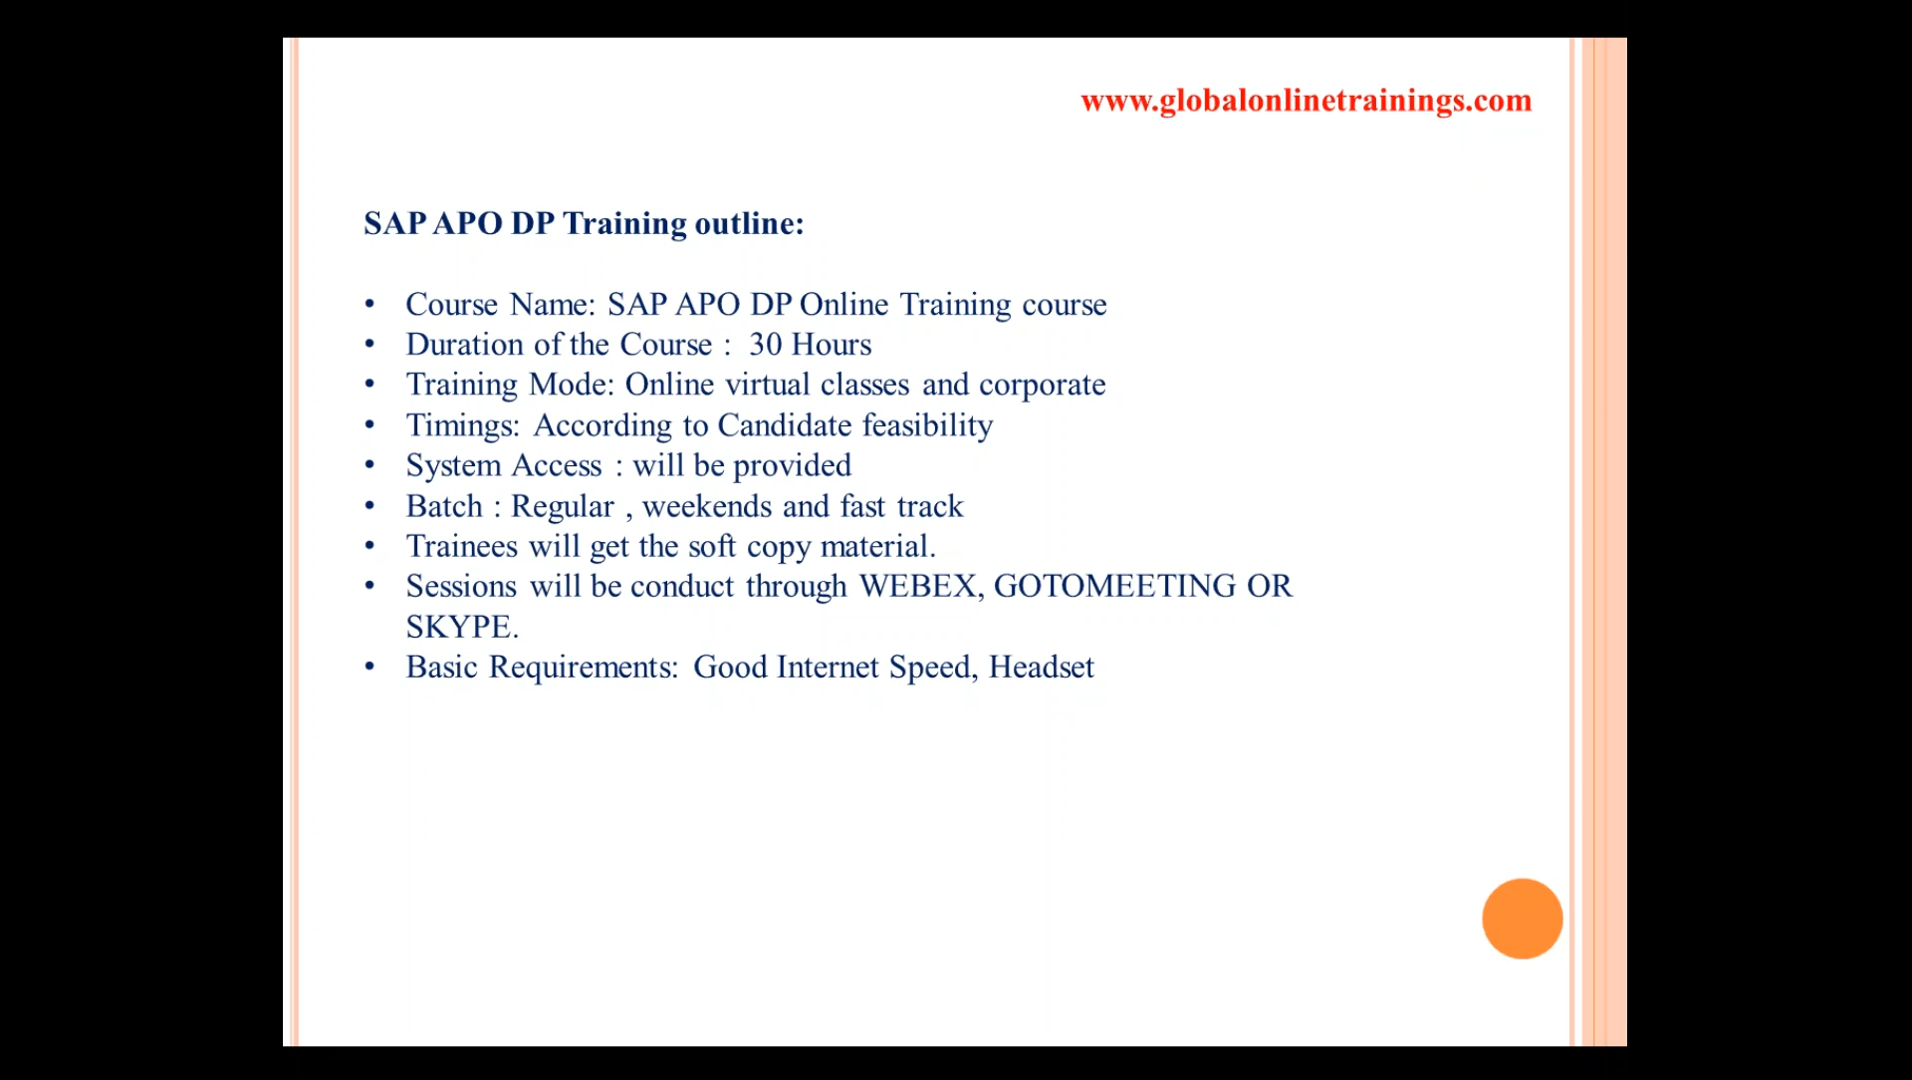 www.globalonlinetrainings.com
SAP APO DP Training outline:
• Course Name: SAP APO DP Online Training course
• Duration of the Course : 30 Hours
• Training Mode: Online virtual classes and corporate
• Timings: According to Candidate feasibility
• System Access : will be provided
• Batch : Regular , weekends and fast track
• Trainees will get the soft copy material.
• Sessions will be conduct through WEBEX, GOTOMEETING OR
SKYPE.
• Basic Requirements: Good Internet Speed, Headset